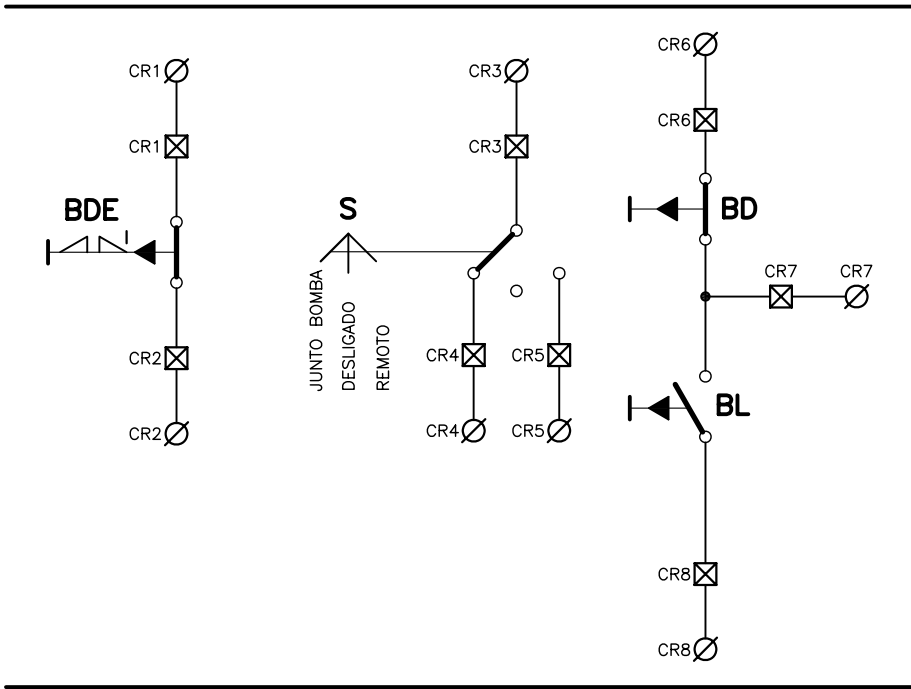 CR1
CR1
BDE
CR2
CR2
CR3
CR3
S
JUNTO BOMBA
DESLIGADO
REMOTO
CR4
CR5
CR4
CR5
CR6
CR6
BD
CR7
CR7
BL
CR8
CR8